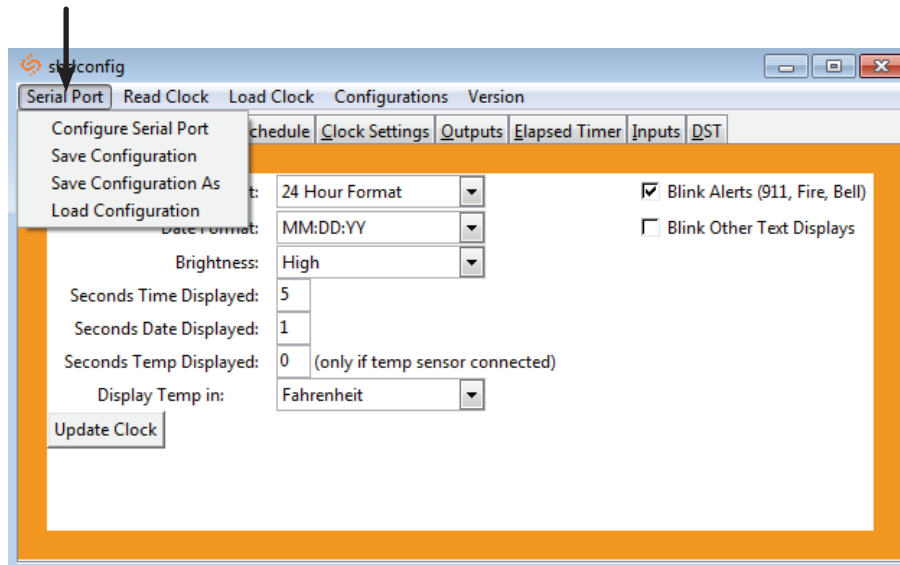 sbdconfig
Serial Port Read Clock Load Clock Configurations Version
Configure Serial Port
Save Configuration
Save Configuration As
Load Configuration
chedule Clock Settings Outputs Elapsed Timer Inputs DST
t: 24 Hour Format
Blink Alerts (911, Fire, Bell)
Date Format: MM:DD:YY
Blink Other Text Displays
Brightness: High
Seconds Time Displayed: 5
Seconds Date Displayed: 1
Seconds Temp Displayed: 0 (only if temp sensor connected)
Display Temp in: Fahrenheit
Update Clock